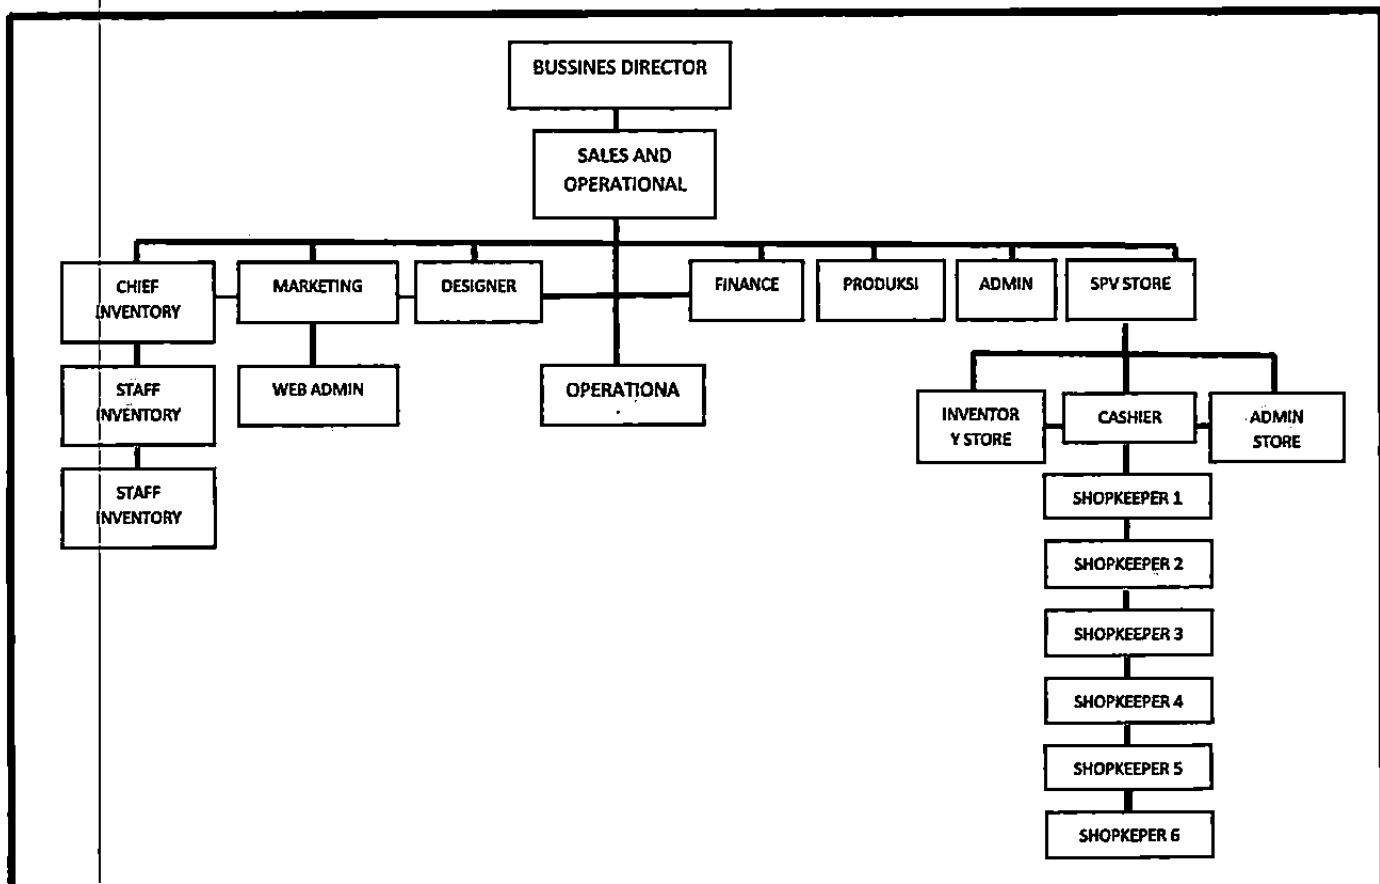 BUSSINES DIRECTOR
SALES AND
OPERATIONAL
CHIEF
INVENTORY
MARKETING
DESIGNER
FINANCE
PRODUKSI
ADMIN
SPV STORE
STAFF
INVENTORY
WEB ADMIN
OPERATIONA
INVENTOR
Y STORE
CASHIER
ADMIN
STORE
STAFF
INVENTORY
SHOPKEEPER 1
SHOPKEEPER 2
SHOPKEEPER 3
SHOPKEEPER 4
SHOPKEEPER 5
SHOPKEPER 6